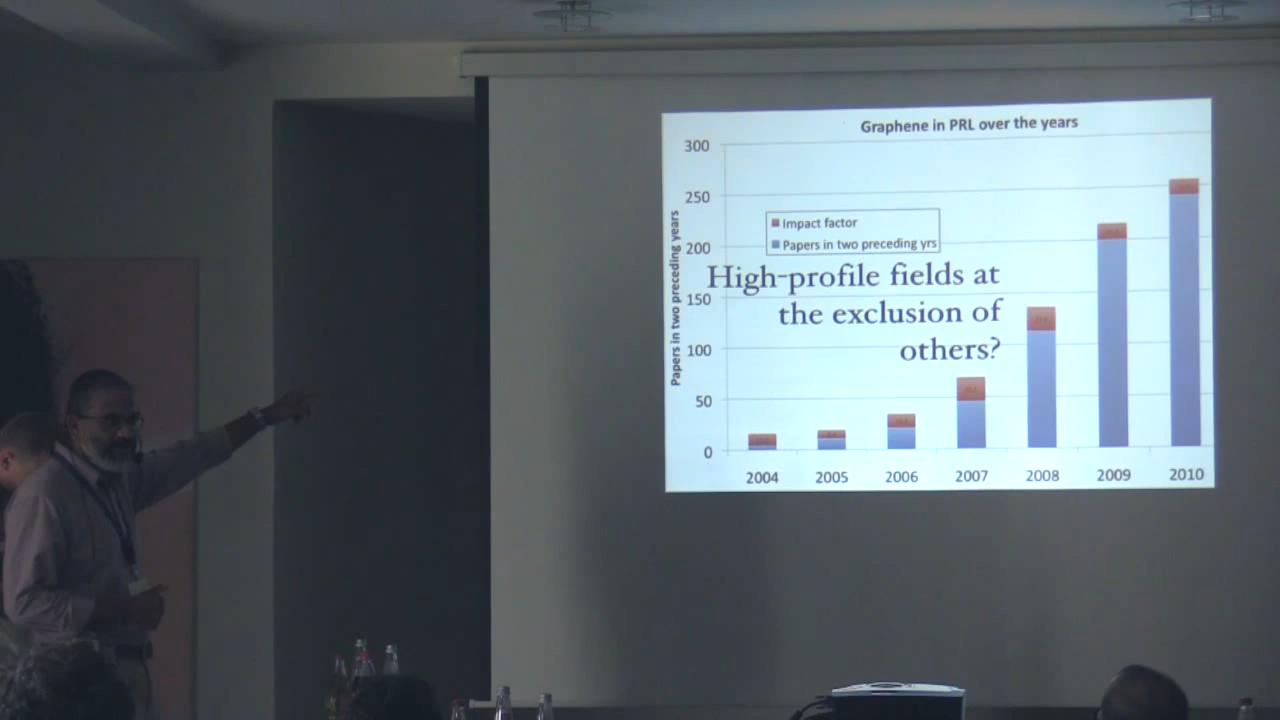 Graphene in PRL over the years
300
250
200
150
100
50
0
Papers in two preceding years
Impact factor
Papers in two preceding yrs
High-profile fields at
the exclusion of
others?
2004
2005
2006
2007
2008
2009
2010